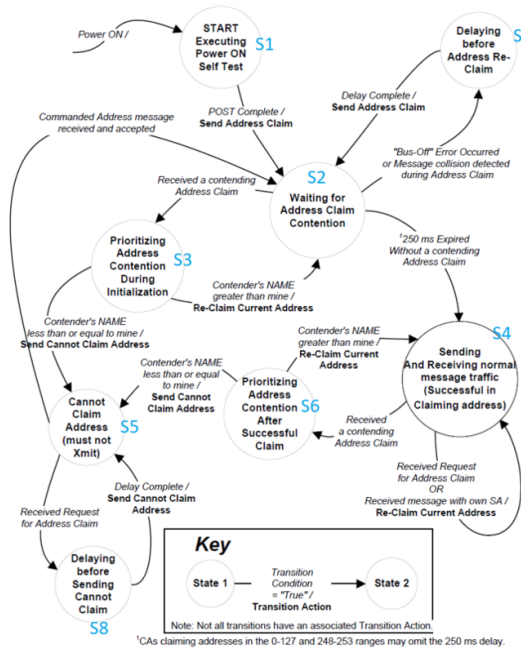 Power ON /
START
Executing
Power ON
Self Test
S1
Delaying
before
Address Re-
Claim
S
Delay Complete /
Send Address Claim
POST Complete /
Send Address Claim
Commanded Address message
received and accepted
"Bus-Off" Error Occurred
or Message collision detected
during Address Claim
S2
Waiting for
Address Claim
Contention
Received a contending
Address Claim
Prioritizing
Address
Contention
During
Initialization
S3
¹250 ms Expired
Without a contending
Address Claim
Contender's NAME
greater than mine /
Re-Claim Current Address
Contender's NAME
less than or equal to mine /
Send Cannot Claim Address
Contender's NAME
greater than mine /
Re-Claim Current Address
S4
Sending
And Receiving normal
message traffic
(Successful in
Claiming address)
Contender's NAME
less than or equal
to mine /
Send Cannot
Claim Address
Prioritizing
Address
Contention
After
Successful
Claim
S6
Cannot
Claim
Address
(must not
Xmit)
S5
Received
a contending
Address Claim
Received Request
for Address Claim
OR
Received message with own SA /
Re-Claim Current Address
Delay Complete /
Send Cannot Claim
Address
Received Request
for Address Claim
Delaying
before
Sending
Cannot
Claim
S8
Key
State 1
Transition
Condition
= "True" /
Transition Action
State 2
Note: Not all transitions have an associated Transition Action.
¹CAs claiming addresses in the 0-127 and 248-253 ranges may omit the 250 ms delay.